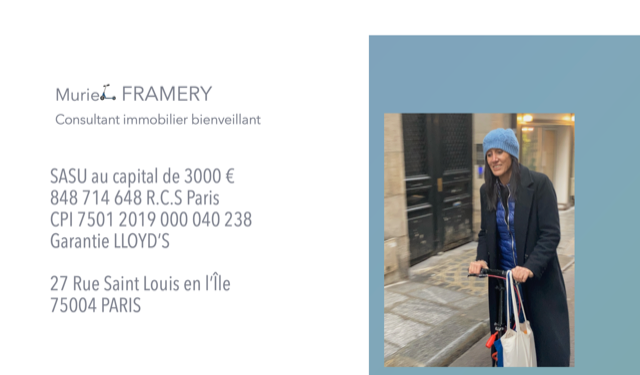 Muriel FRAMERY
Consultant immobilier bienveillant
SASU au capital de 3000 €
848 714 648 R.C.S Paris
CPI 7501 2019 000 040 238
Garantie LLOYD'S
27 Rue Saint Louis en l'Île
75004 PARIS